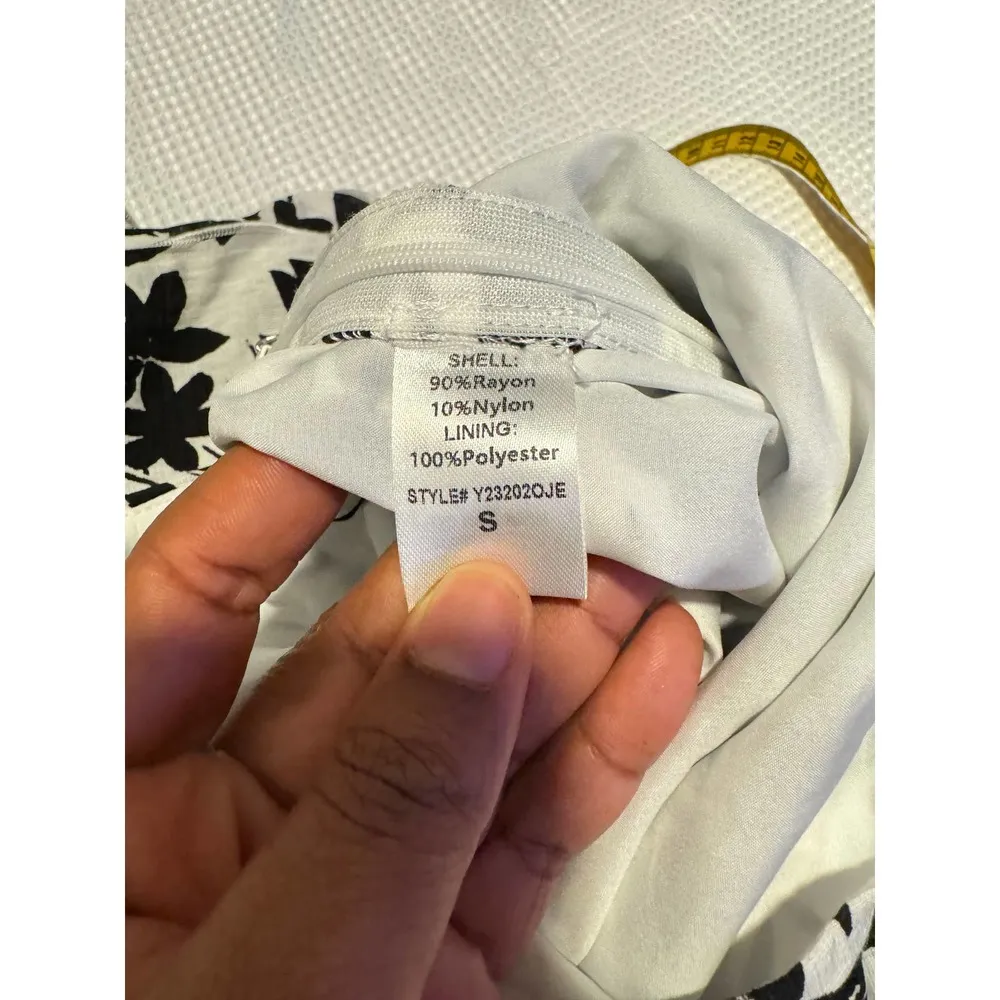 SHELL:
90%Rayon
10%Nylon
LINING:
100%Polyester
STYLE# Y23202OJE
S